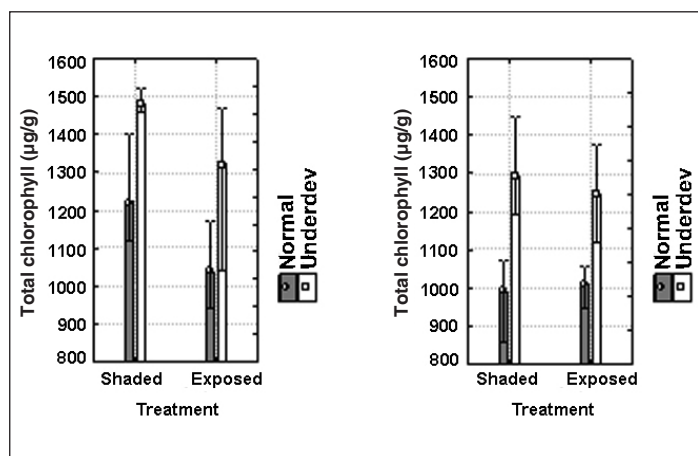 Total chlorophyll (µg/g)
1600
1500
1400
1300
1200
1100
1000
900
800
Shaded Exposed
Treatment
Normal
Underdev
Total chlorophyll (µg/g)
1600
1500
1400
1300
1200
1100
1000
900
800
Shaded Exposed
Treatment
Normal
Underdev